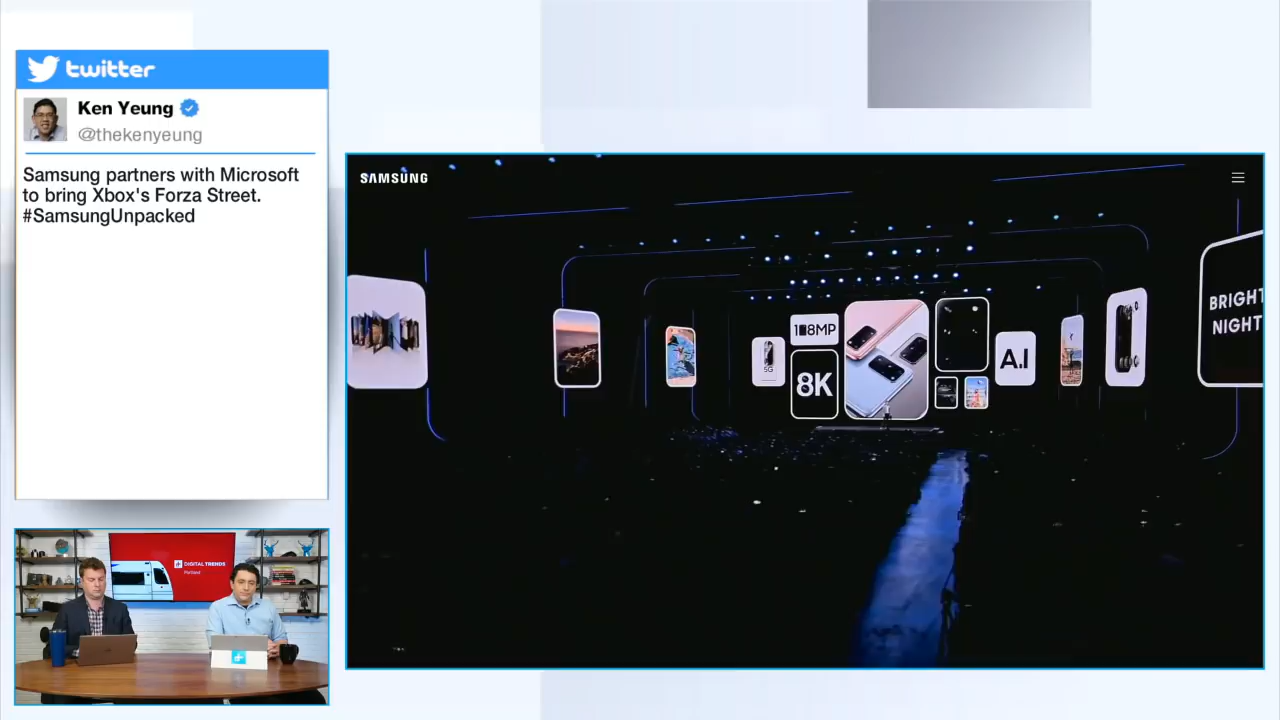 twitter
Ken Yeung
@thekenyeung
Samsung partners with Microsoft
to bring Xbox's Forza Street.
#SamsungUnpacked
SAMSUNG
108MP
8K
5G
A.I
BRIGHT
NIGHT
DIGITAL TRENDS
Portland